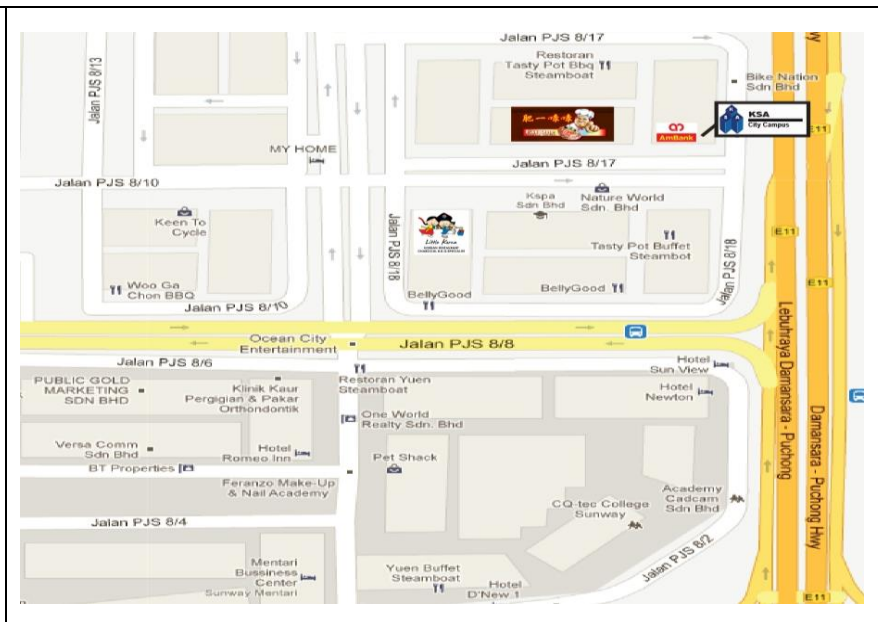 Jalan PJS 8/17
Restoran
Tasty Pot Bbq
Steamboat
Jalan PJS 8/13
Bike Nation
Sdn Bhd
KSA
City Campus
AmBank
E11
MY HOME
Jalan PJS 8/17
Jalan PJS 8/10
Kspa
Sdn Bhd
Nature World
Sdn. Bhd
Keen To
Cycle
Little Korea
Jalan PJS 8/18
Tasty Pot Buffet
Steambot
E11
Jalan PJS 8/18
Woo Ga
Chon BBQ
BellyGood
BellyGood
E11
Jalan PJS 8/10
Lebuhraya Damansara - Puchong
Ocean City
Entertainment
Jalan PJS 8/8
Jalan PJS 8/6
Hotel
Sun View
PUBLIC GOLD
MARKETING
SDN BHD
Klinik Kaur
Pergigian & Pakar
Orthondontik
Restoran Yuen
Steamboat
Hotel
Newton
One World
Realty Sdn. Bhd
Damansara - Puchong Hwy
Versa Comm
Sdn Bhd
Hotel
Romeo Inn
BT Properties
Pet Shack
Feranzo Make-Up
& Nail Academy
Academy
Cadcam
Sdn Bhd
CQ-tec College
Sunway
Jalan PJS 8/4
Jalan PJS 8/2
Mentari
Bussiness
Center
Sunway Mentari
Yuen Buffet
Steamboat
Hotel
D'New 1
E11